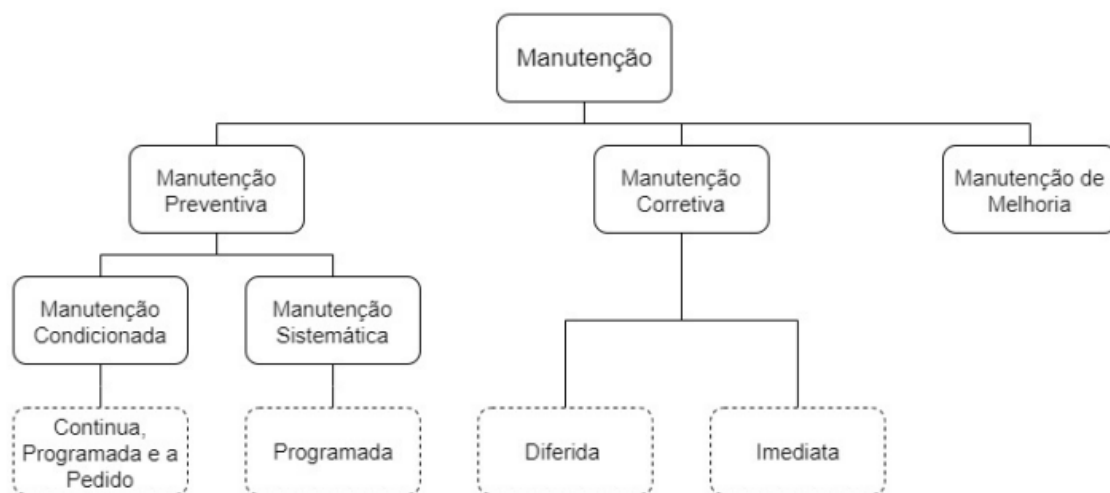 Manutenção
Manutenção
Preventiva
Manutenção
Corretiva
Manutenção de
Melhoria
Manutenção
Condicionada
Manutenção
Sistemática
Continua,
Programada e a
Pedido
Programada
Diferida
Imediata